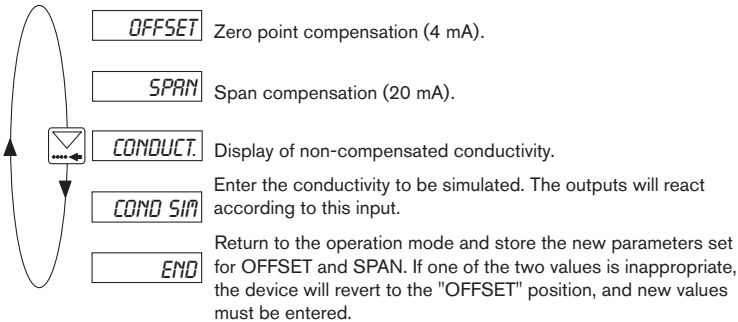 OFFSET Zero point compensation (4 mA).
SPAN Span compensation (20 mA).
CONDUCT. Display of non-compensated conductivity.
Enter the conductivity to be simulated. The outputs will react
COND SIM according to this input.
Return to the operation mode and store the new parameters set
END for OFFSET and SPAN. If one of the two values is inappropriate,
the device will revert to the "OFFSET" position, and new values
must be entered.